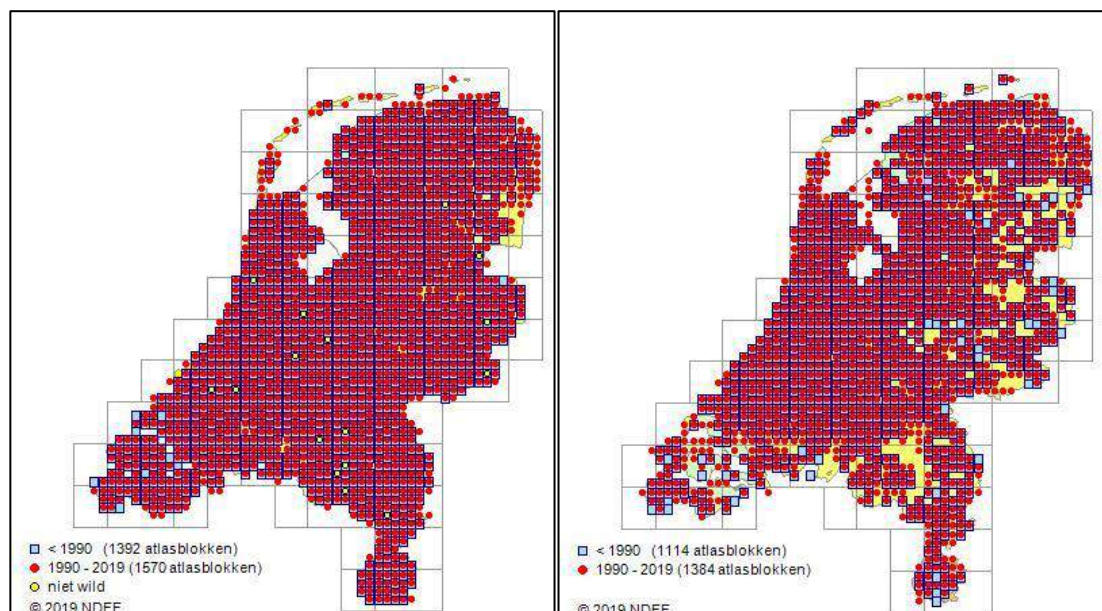 < 1990 (1392 atlasblokken)
1990 - 2019 (1570 atlasblokken)
niet wild
© 2019 NDFF
< 1990 (1114 atlasblokken)
1990 - 2019 (1384 atlasblokken)
© 2019 NDFF